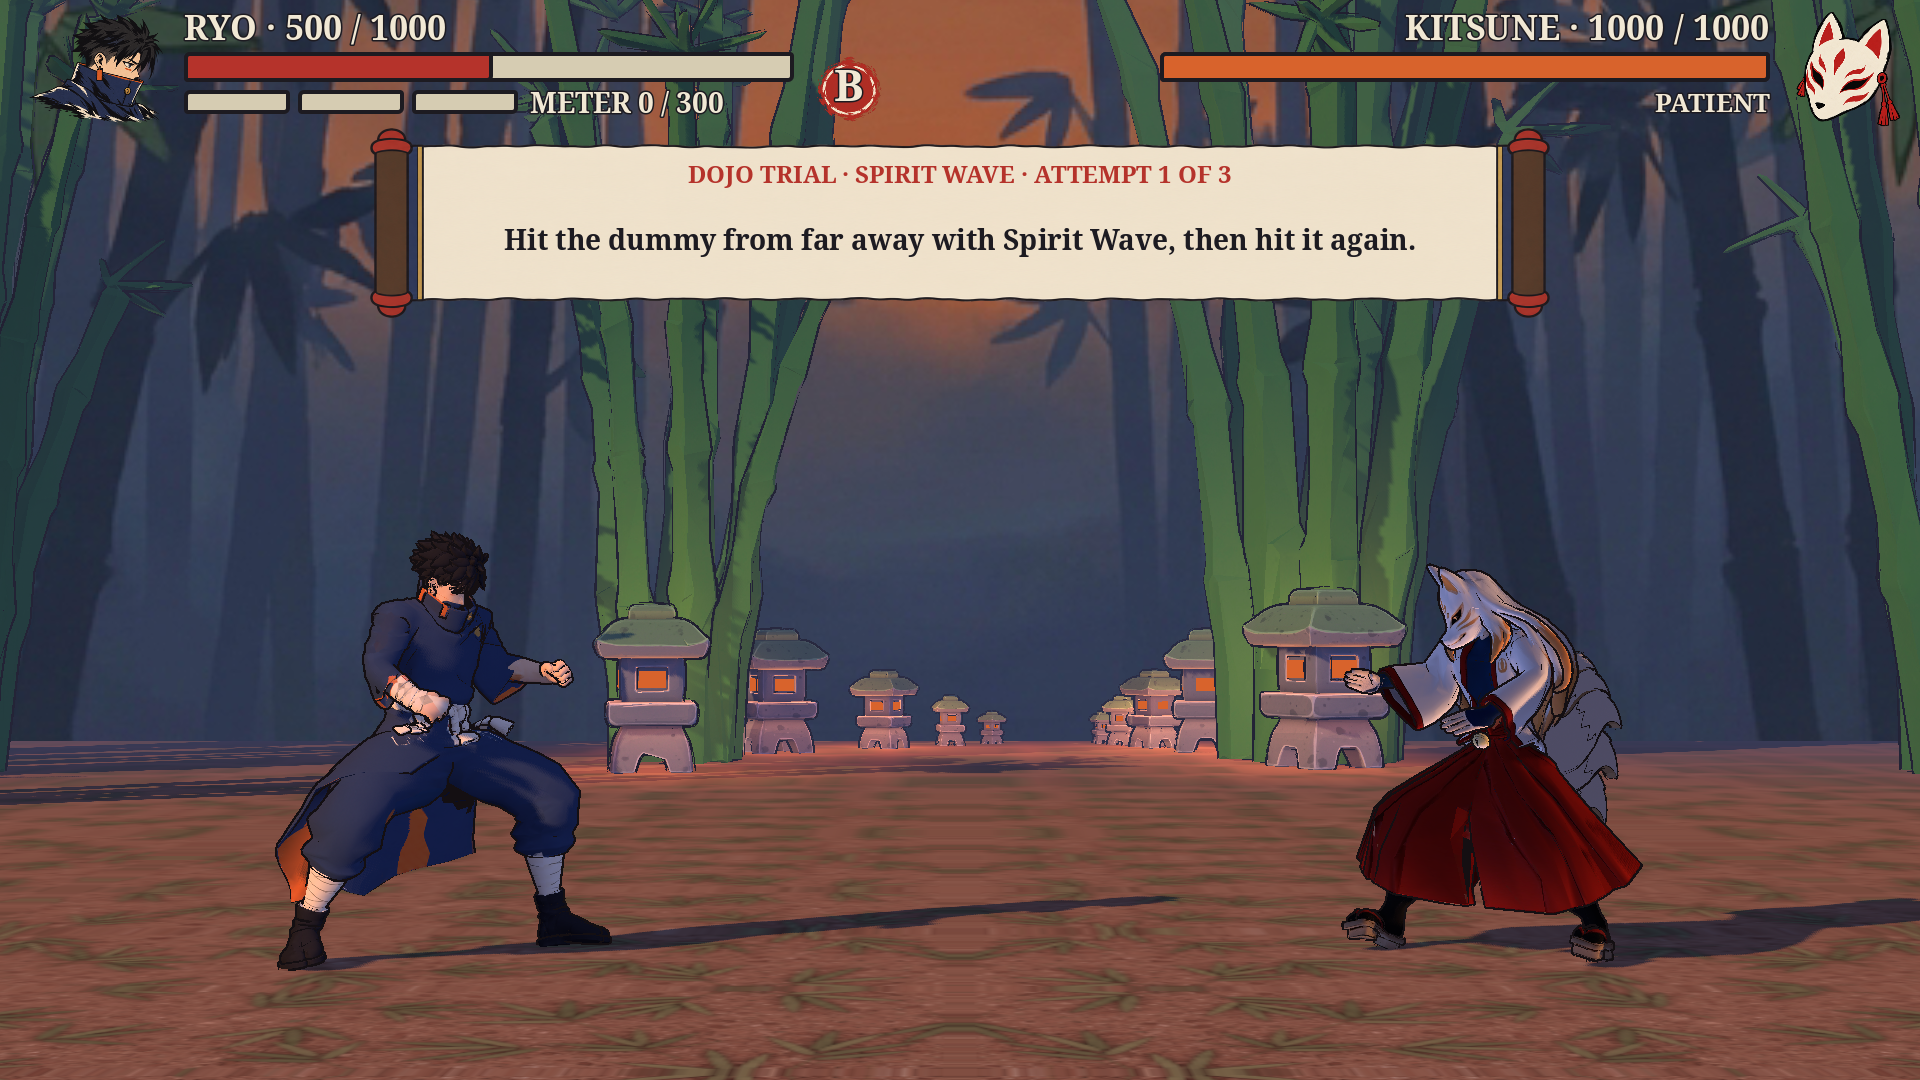 RYO · 500 / 1000
KITSUNE · 1000 / 1000
B
METER 0 / 300
PATIENT
DOJO TRIAL · SPIRIT WAVE · ATTEMPT 1 OF 3
Hit the dummy from far away with Spirit Wave, then hit it again.